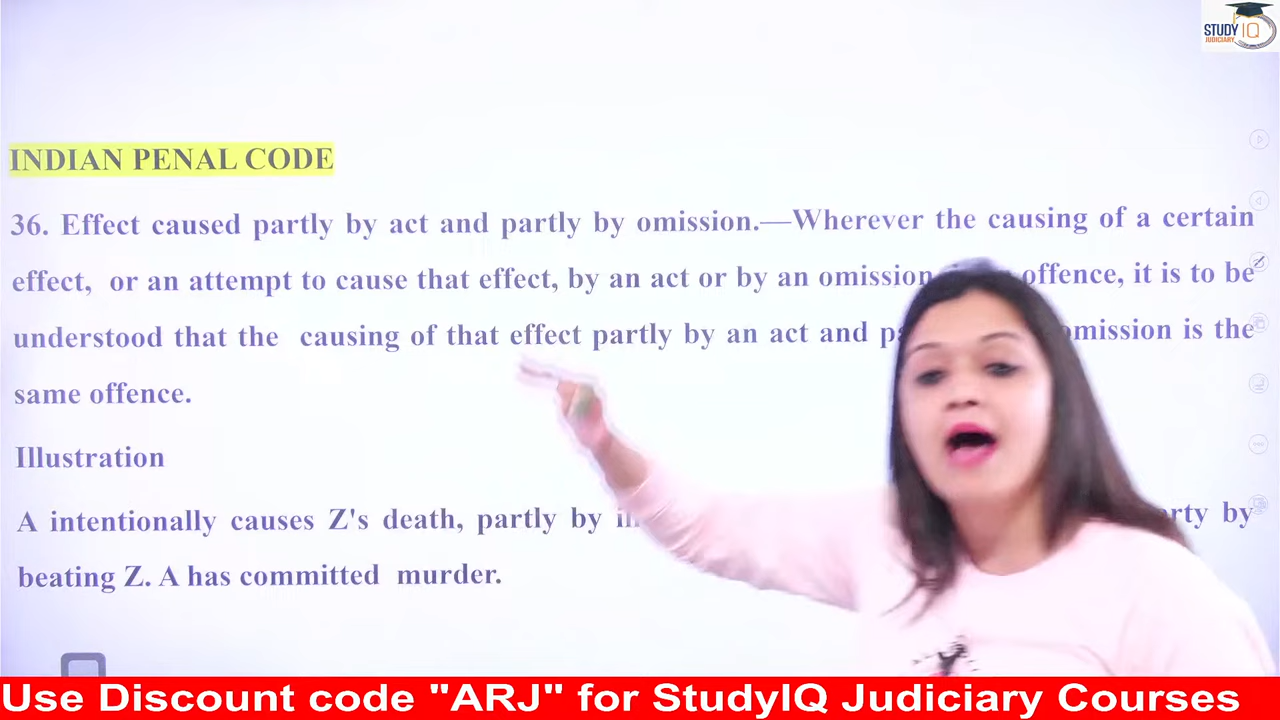 STUDY IQ
JUDICIARY
INDIAN PENAL CODE
36. Effect caused partly by act and partly by omission.—Wherever the causing of a certain
effect, or an attempt to cause that effect, by an act or by an omission offence, it is to be
understood that the causing of that effect partly by an act and omission is the
same offence.
Illustration
A intentionally causes Z's death, partly by by
beating Z. A has committed murder.
Use Discount code "ARJ" for StudyIQ Judiciary Courses